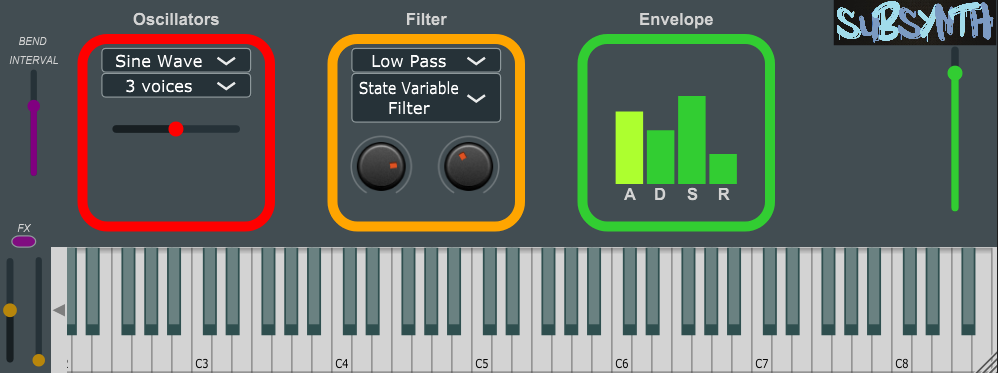 Oscillators
Filter
Envelope
SUBSYNTH
BEND
INTERVAL
Sine Wave
3 voices
Low Pass
State Variable
Filter
A D S R
FX
C3 C4 C5 C6 C7 C8